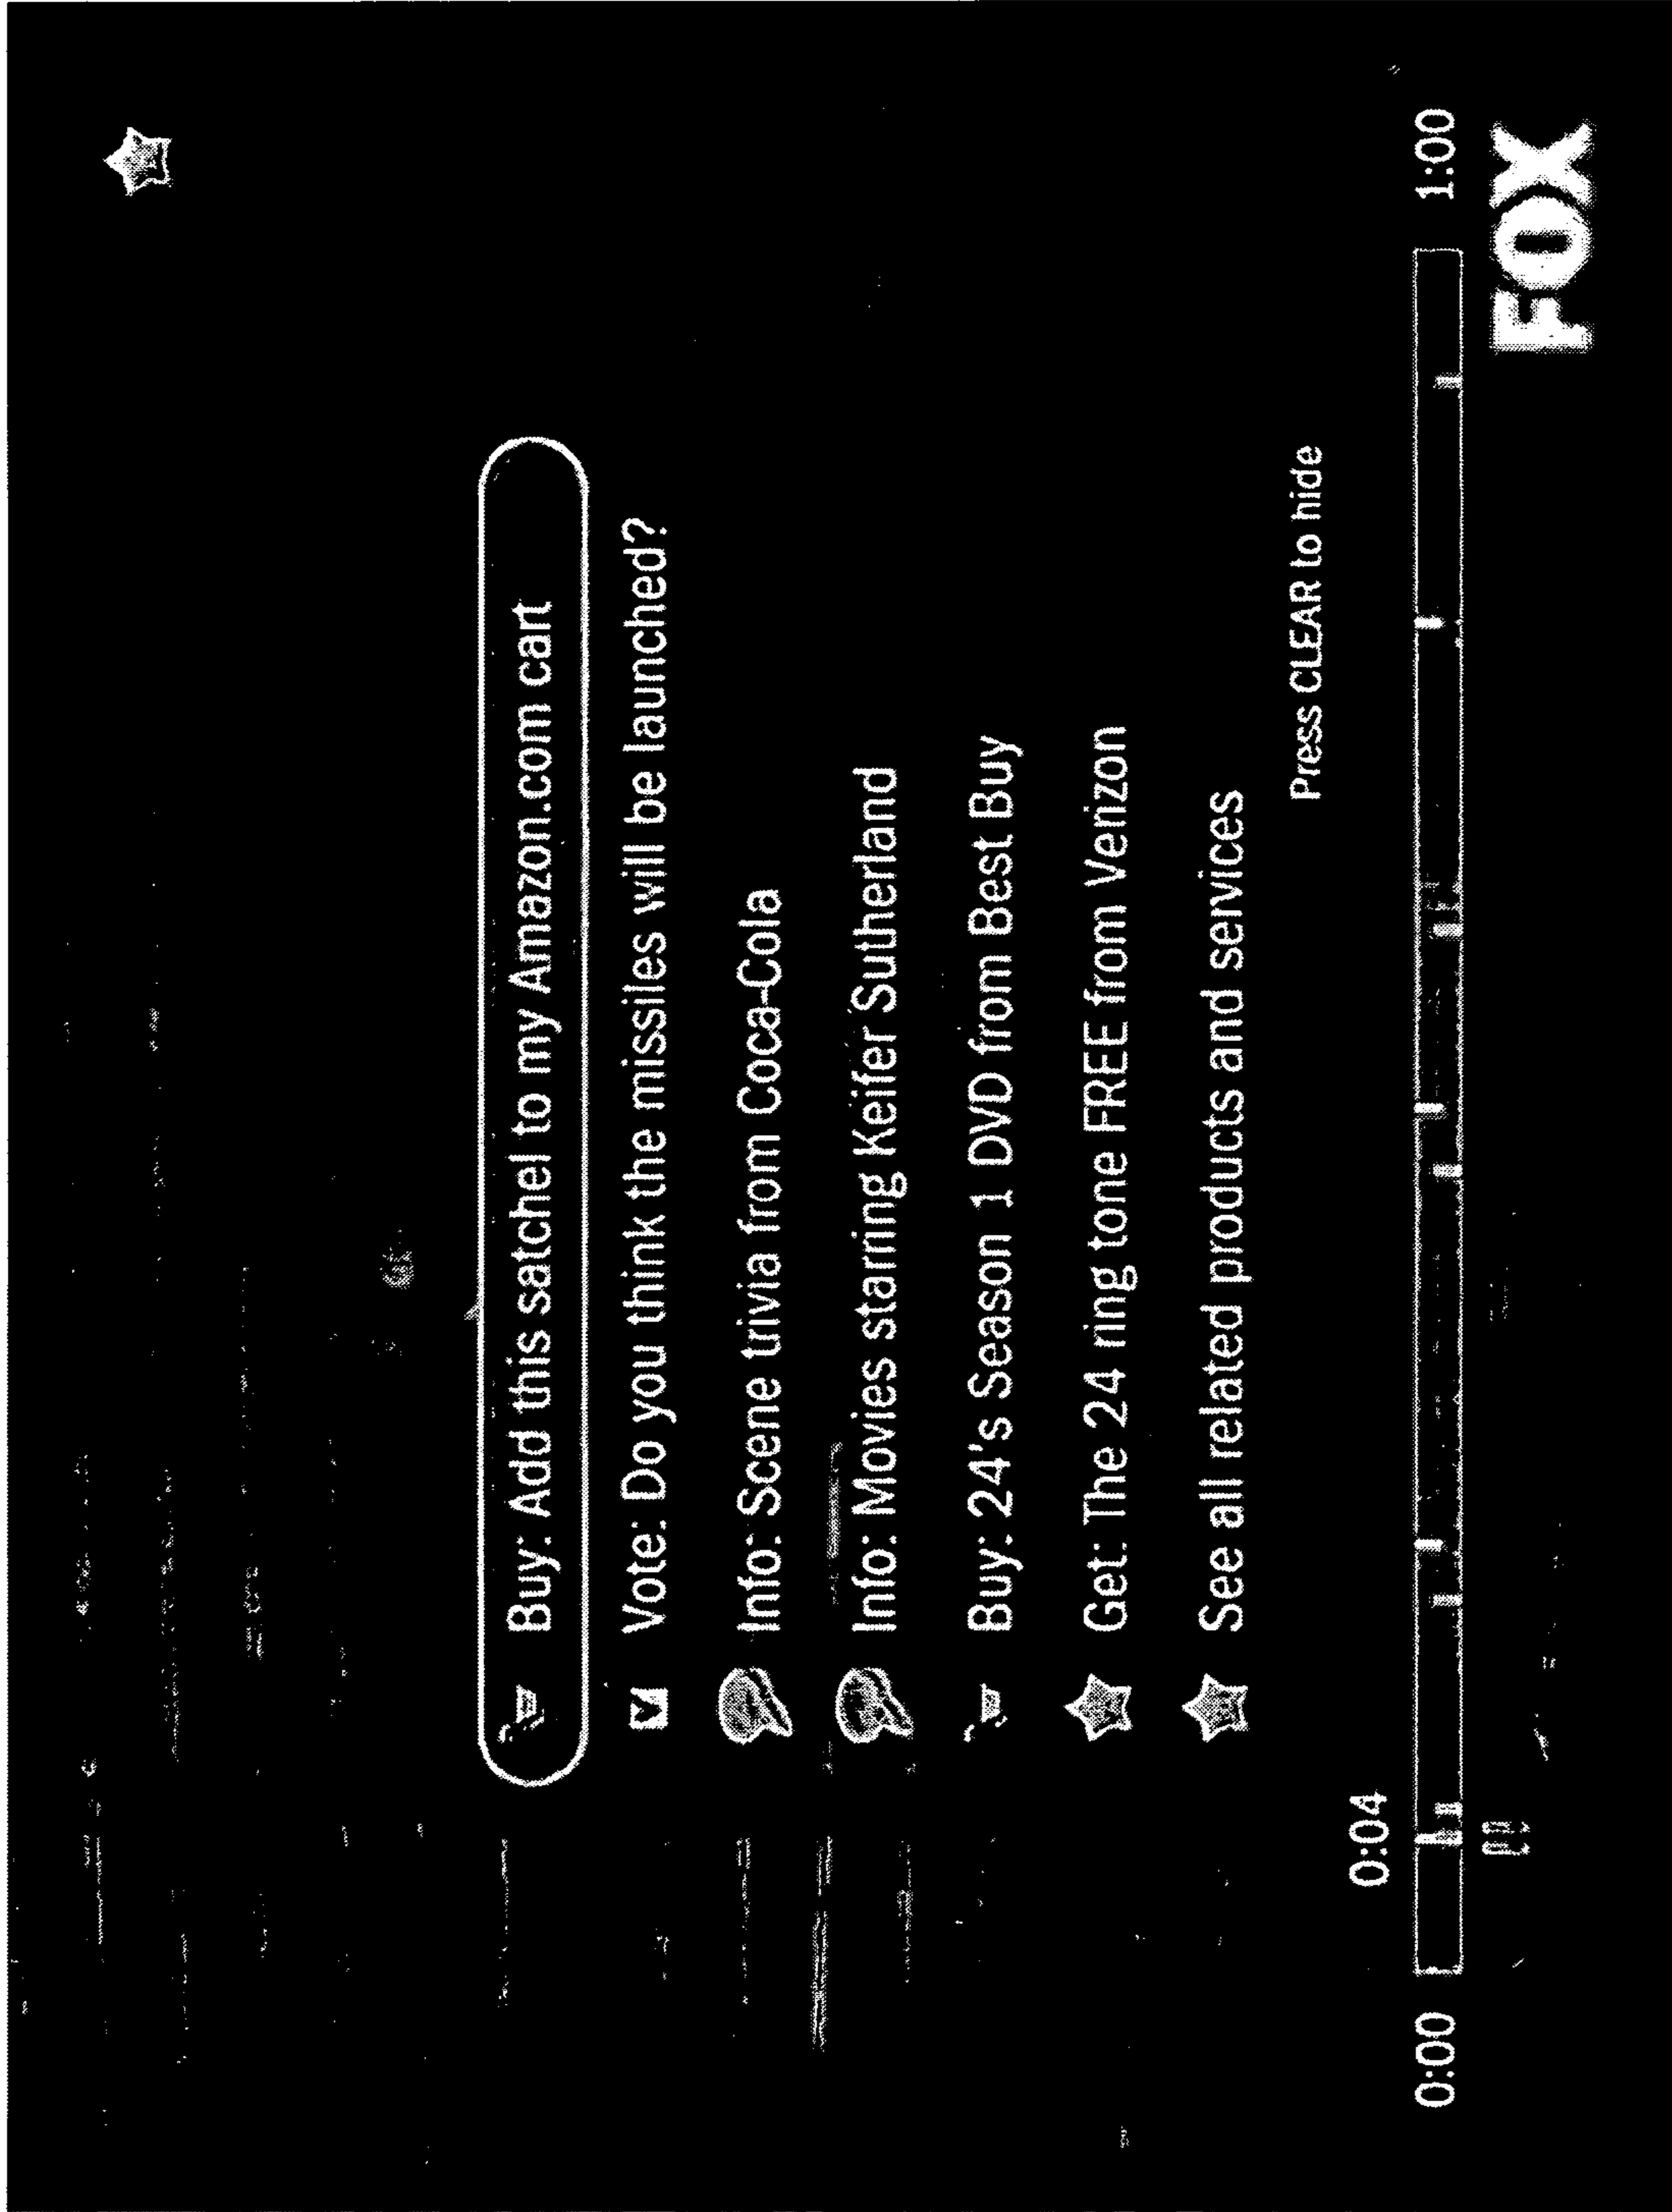 Buy: Add this satchel to my Amazon.com cart
Vote: Do you think the missiles will be launched?
Info: Scene trivia from Coca-Cola
Info: Movies starring Keifer Sutherland
Buy: 24's Season 1 DVD from Best Buy
Get: The 24 ring tone FREE from Verizon
See all related products and services
Press CLEAR to hide
0:04
0:00 1:00
FOX